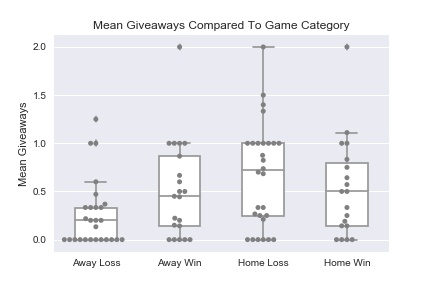 Mean Giveaways Compared To Game Category
Mean Giveaways
2.0
1.5
1.0
0.5
0.0
Away Loss
Away Win
Home Loss
Home Win